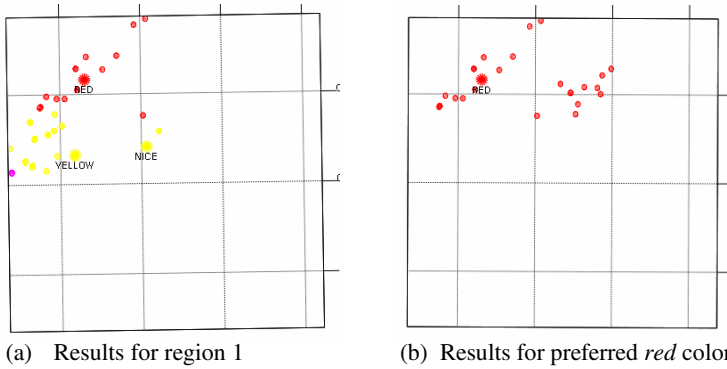 RED
YELLOW
NICE
(a) Results for region 1
RED
(b) Results for preferred red color